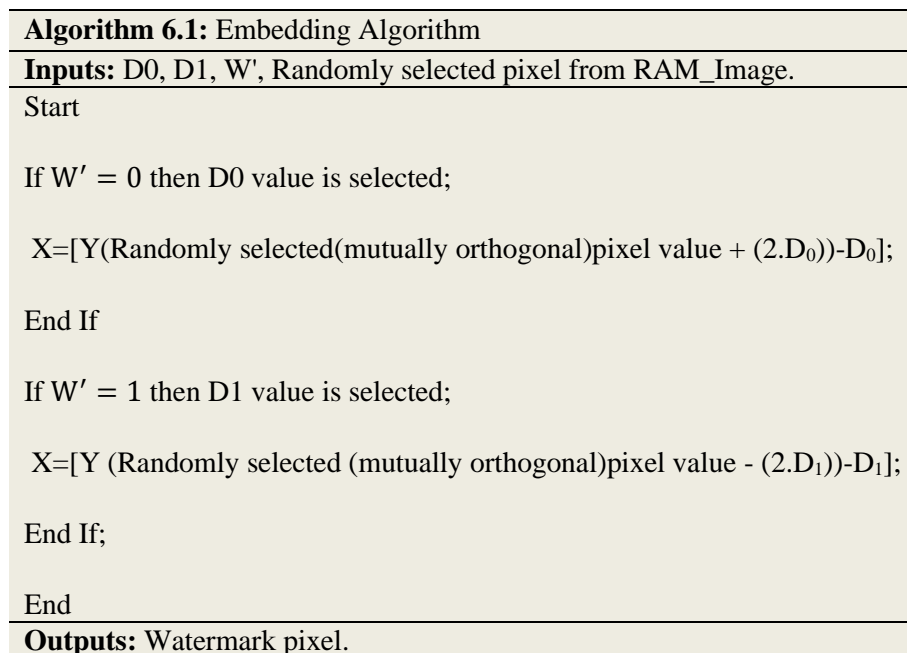 Algorithm 6.1: Embedding Algorithm
Inputs: D0, D1, W', Randomly selected pixel from RAM_Image.
Start
If W′ = 0 then D0 value is selected;
X=[Y(Randomly selected(mutually orthogonal)pixel value + (2.D₀))-D₀];
End If
If W′ = 1 then D1 value is selected;
X=[Y (Randomly selected (mutually orthogonal)pixel value - (2.D₁))-D₁];
End If;
End
Outputs: Watermark pixel.